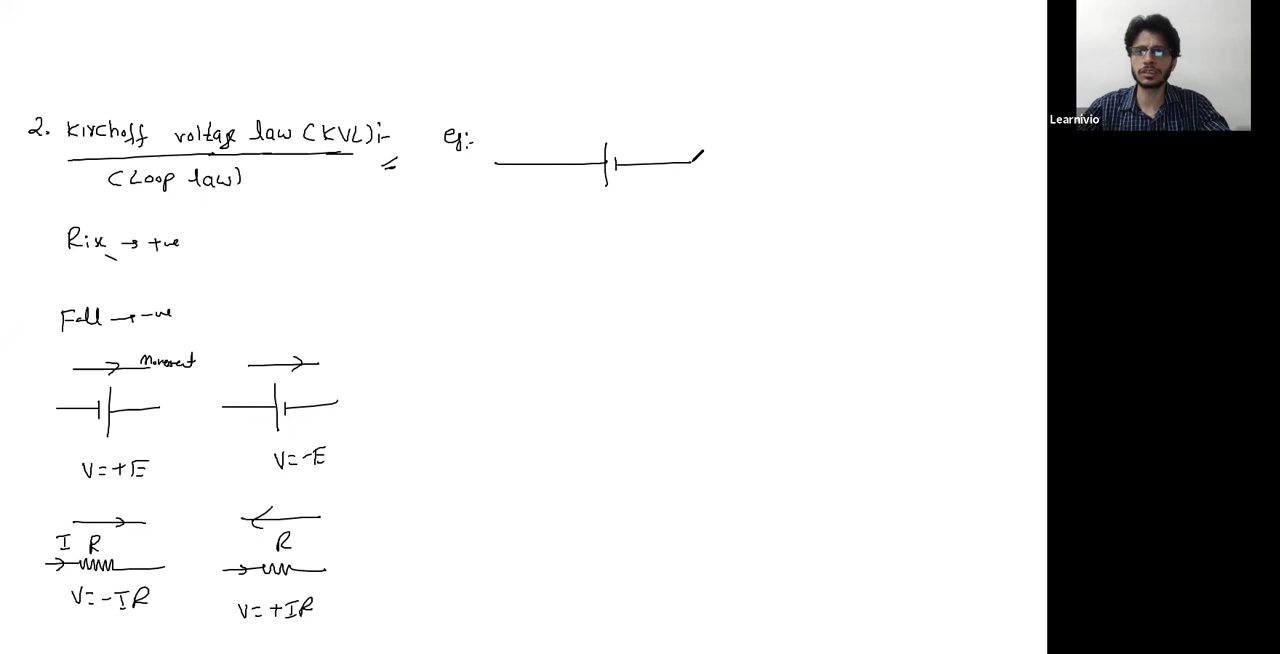 2. Kirchoff voltage law (KVL):-
(Loop law)
Rise → +ve
Fall → -ve
Movement
V=+E
V=-E
I R
V=-IR
R
V=+IR
Eg:-
Learnivio